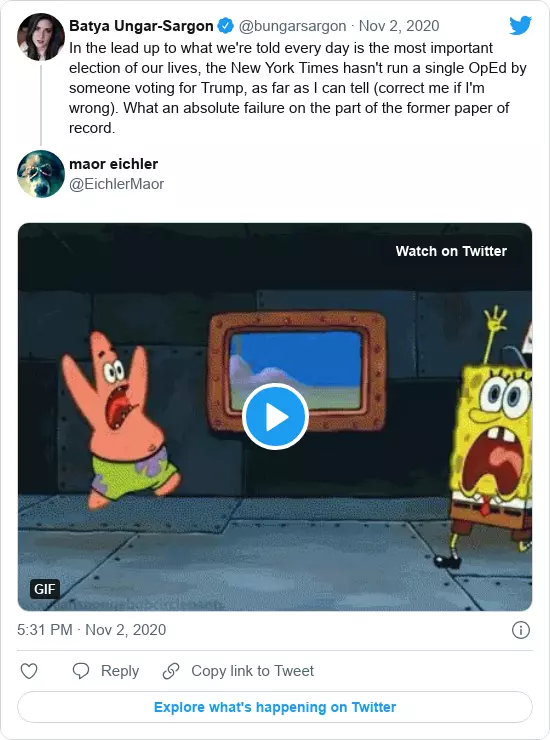 Batya Ungar-Sargon @bungarsargon · Nov 2, 2020
In the lead up to what we're told every day is the most important
election of our lives, the New York Times hasn't run a single OpEd by
someone voting for Trump, as far as I can tell (correct me if I'm
wrong). What an absolute failure on the part of the former paper of
record.
maor eichler
@EichlerMaor
Watch on Twitter
GIF
5:31 PM · Nov 2, 2020
Reply
Copy link to Tweet
Explore what's happening on Twitter